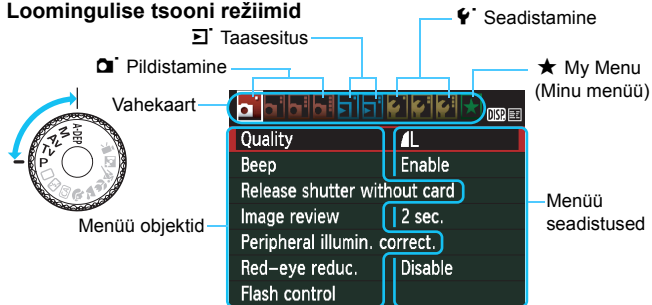 Loomingulise tsooni režiimid
Seadistamine
Taasesitus
Pildistamine
★ My Menu
(Minu menüü)
Vahekaart
DISP.
A-DEP
M
Av
Tv
P
Quality L
Beep Enable
Release shutter without card
Image review 2 sec.
Peripheral illumin. correct.
Red-eye reduc. Disable
Flash control
Menüü objektid
Menüü
seadistused